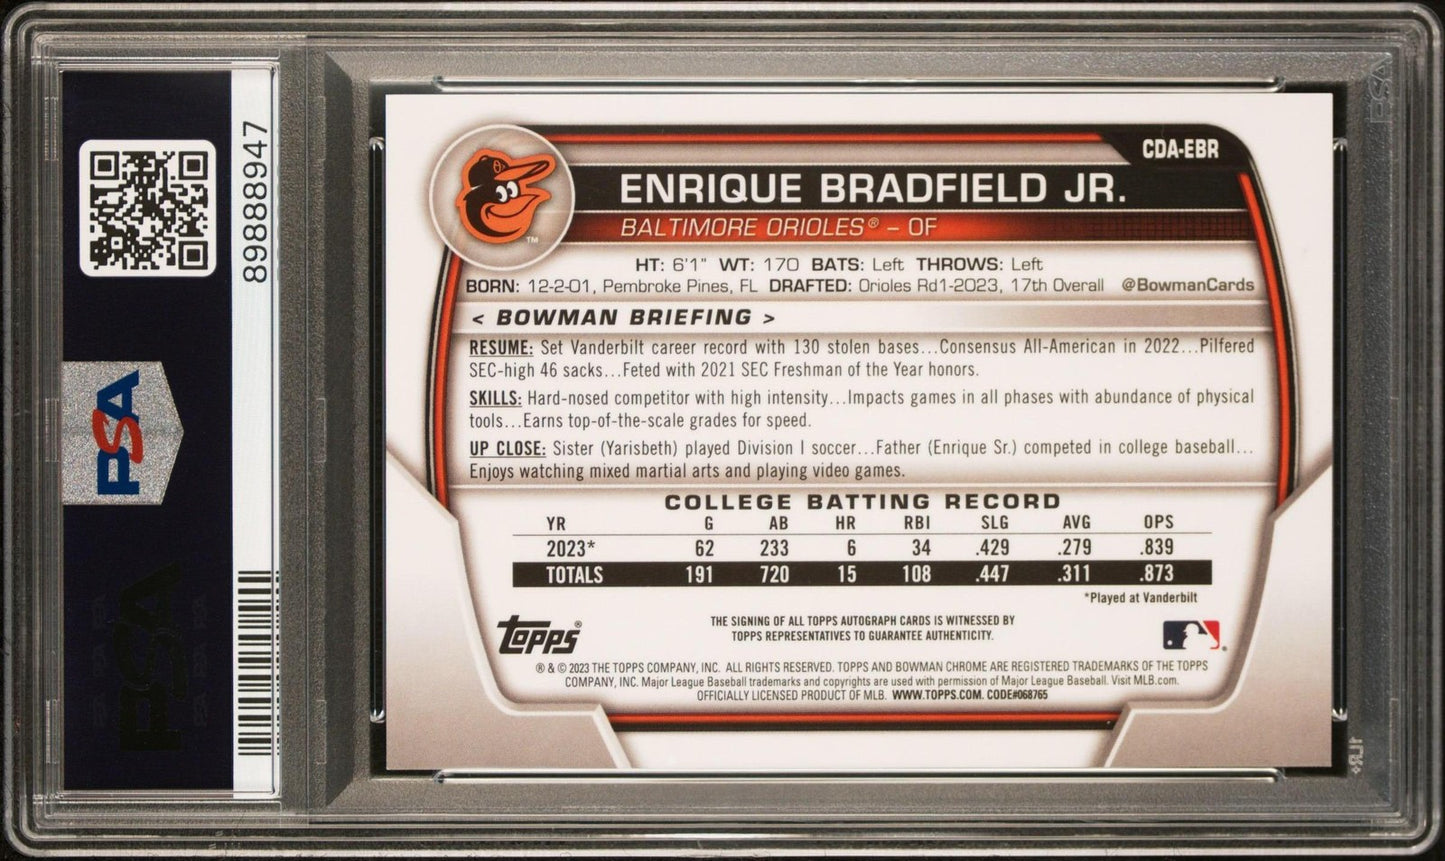 89888947
PSA
CDA-EBR
ENRIQUE BRADFIELD JR.
BALTIMORE ORIOLES® – OF
TM
HT: 6'1" WT: 170 BATS: Left THROWS: Left
BORN: 12-2-01, Pembroke Pines, FL DRAFTED: Orioles Rd1-2023, 17th Overall @BowmanCards
< BOWMAN BRIEFING >
RESUME: Set Vanderbilt career record with 130 stolen bases...Consensus All-American in 2022...Pilfered
SEC-high 46 sacks...Feted with 2021 SEC Freshman of the Year honors.
SKILLS: Hard-nosed competitor with high intensity...Impacts games in all phases with abundance of physical
tools...Earns top-of-the-scale grades for speed.
UP CLOSE: Sister (Yarisbeth) played Division I soccer...Father (Enrique Sr.) competed in college baseball...
Enjoys watching mixed martial arts and playing video games.
COLLEGE BATTING RECORD
YR G AB HR RBI SLG AVG OPS
2023* 62 233 6 34 .429 .279 .839
TOTALS 191 720 15 108 .447 .311 .873
*Played at Vanderbilt
Topps®
THE SIGNING OF ALL TOPPS AUTOGRAPH CARDS IS WITNESSED BY
TOPPS REPRESENTATIVES TO GUARANTEE AUTHENTICITY.
® & © 2023 THE TOPPS COMPANY, INC. ALL RIGHTS RESERVED. TOPPS AND BOWMAN CHROME ARE REGISTERED TRADEMARKS OF THE TOPPS
COMPANY, INC. Major League Baseball trademarks and copyrights are used with permission of Major League Baseball. Visit MLB.com.
OFFICIALLY LICENSED PRODUCT OF MLB. WWW.TOPPS.COM. CODE#068765
PSA
PSA